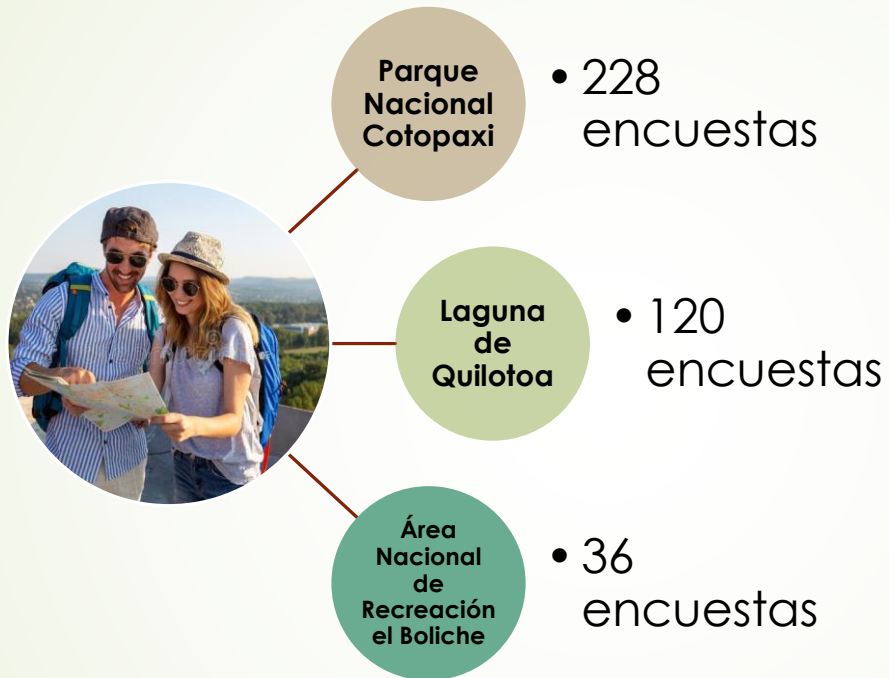 Parque
Nacional
Cotopaxi
• 228
encuestas
Laguna
de
Quilotoa
• 120
encuestas
Área
Nacional
de
Recreación
el Boliche
• 36
encuestas